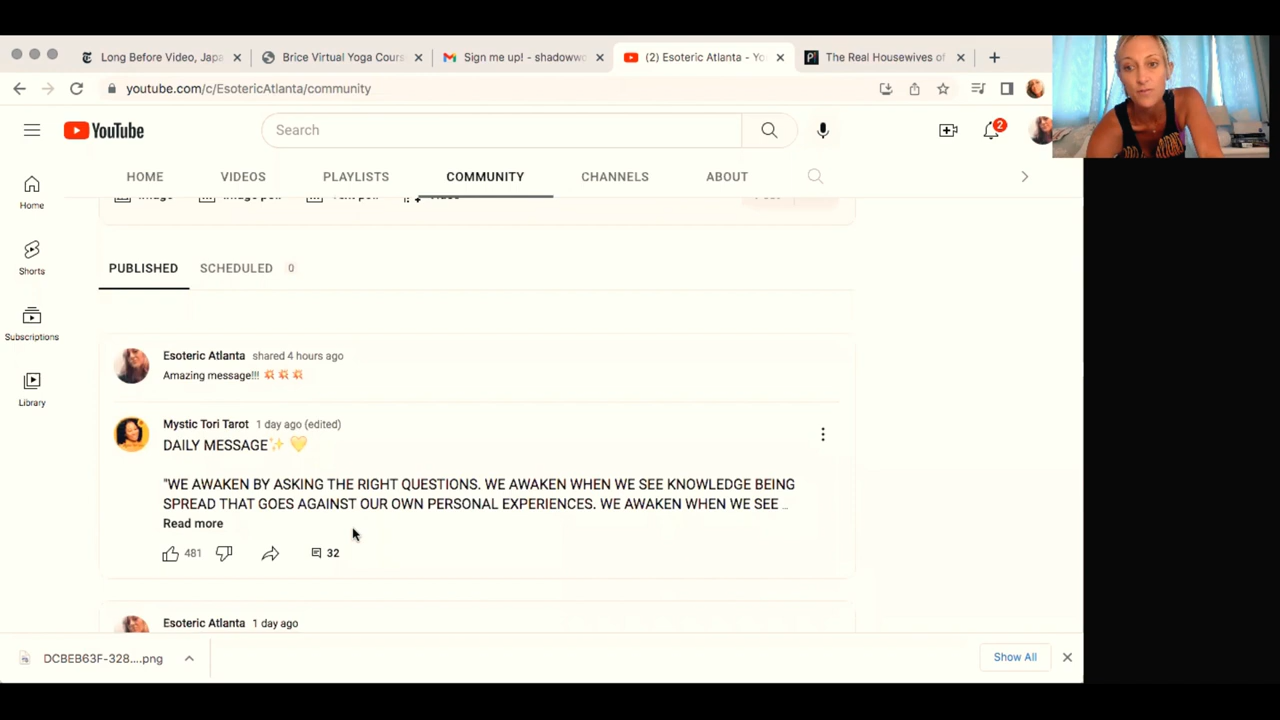 Long Before Video, Japa
Brice Virtual Yoga Cours
Sign me up! - shadowwo
(2) Esoteric Atlanta - Yo
The Real Housewives of
youtube.com/c/EsotericAtlanta/community
YouTube
Search
2
HOME
VIDEOS
PLAYLISTS
COMMUNITY
CHANNELS
ABOUT
Home
Shorts
Subscriptions
Library
PUBLISHED
SCHEDULED 0
Esoteric Atlanta shared 4 hours ago
Amazing message!!! 💥 💥 💥
Mystic Tori Tarot 1 day ago (edited)
DAILY MESSAGE✨ 💛
"WE AWAKEN BY ASKING THE RIGHT QUESTIONS. WE AWAKEN WHEN WE SEE KNOWLEDGE BEING
SPREAD THAT GOES AGAINST OUR OWN PERSONAL EXPERIENCES. WE AWAKEN WHEN WE SEE ...
Read more
481
32
Esoteric Atlanta 1 day ago
DCBEB63F-328....png
Show All